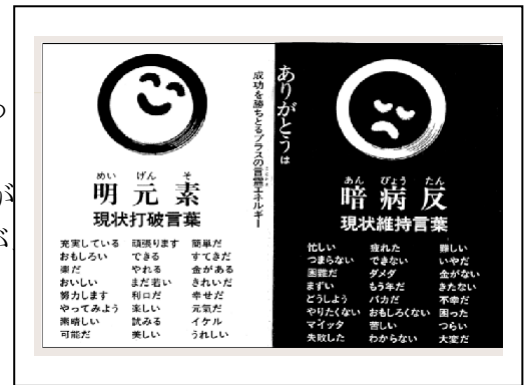 が
ありがとうは
成功を勝ちとるプラスの言霊エネルギー
めい げん そ
明元素
現状打破言葉
充実している 頑張ります 簡単だ
おもしろい できる すてきだ
楽だ やれる 金がある
おいしい まだ若い きれいだ
努力します 利口だ 幸せだ
やってみよう 楽しい 元気だ
素晴しい 試みる イケル
可能だ 美しい うれしい
あん びょう たん
暗病反
現状維持言葉
忙しい 疲れた 難しい
つまらない できない いやだ
困難だ ダメダ 金がない
まずい もう年だ きたない
どうしよう バカだ 不幸だ
やりたくない おもしろくない 困った
マイッタ 苦しい つらい
失敗した わからない 大変だ